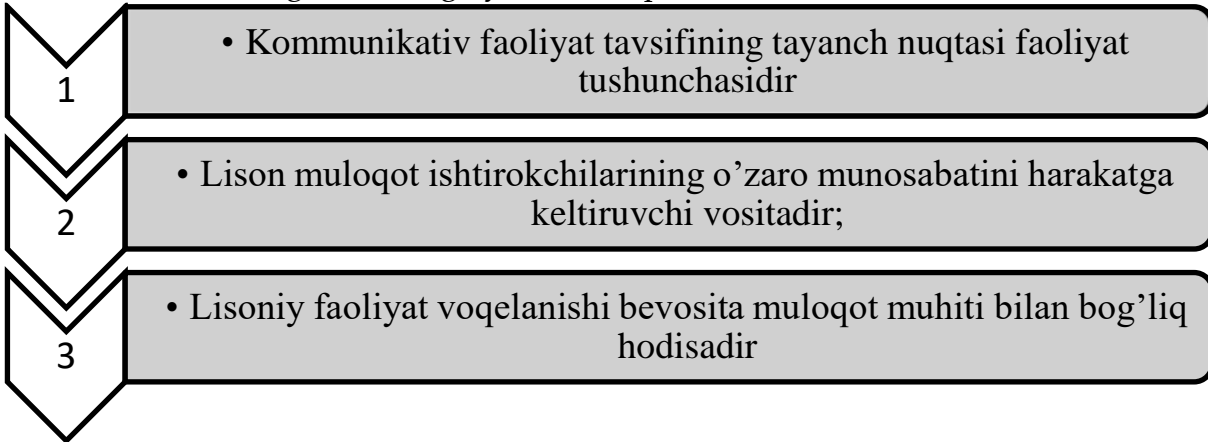 1
• Kommunikativ faoliyat tavsifining tayanch nuqtasi faoliyat
tushunchasidir
2
• Lison muloqot ishtirokchilarining o’zaro munosabatini harakatga
keltiruvchi vositadir;
3
• Lisoniy faoliyat voqelanishi bevosita muloqot muhiti bilan bog’liq
hodisadir